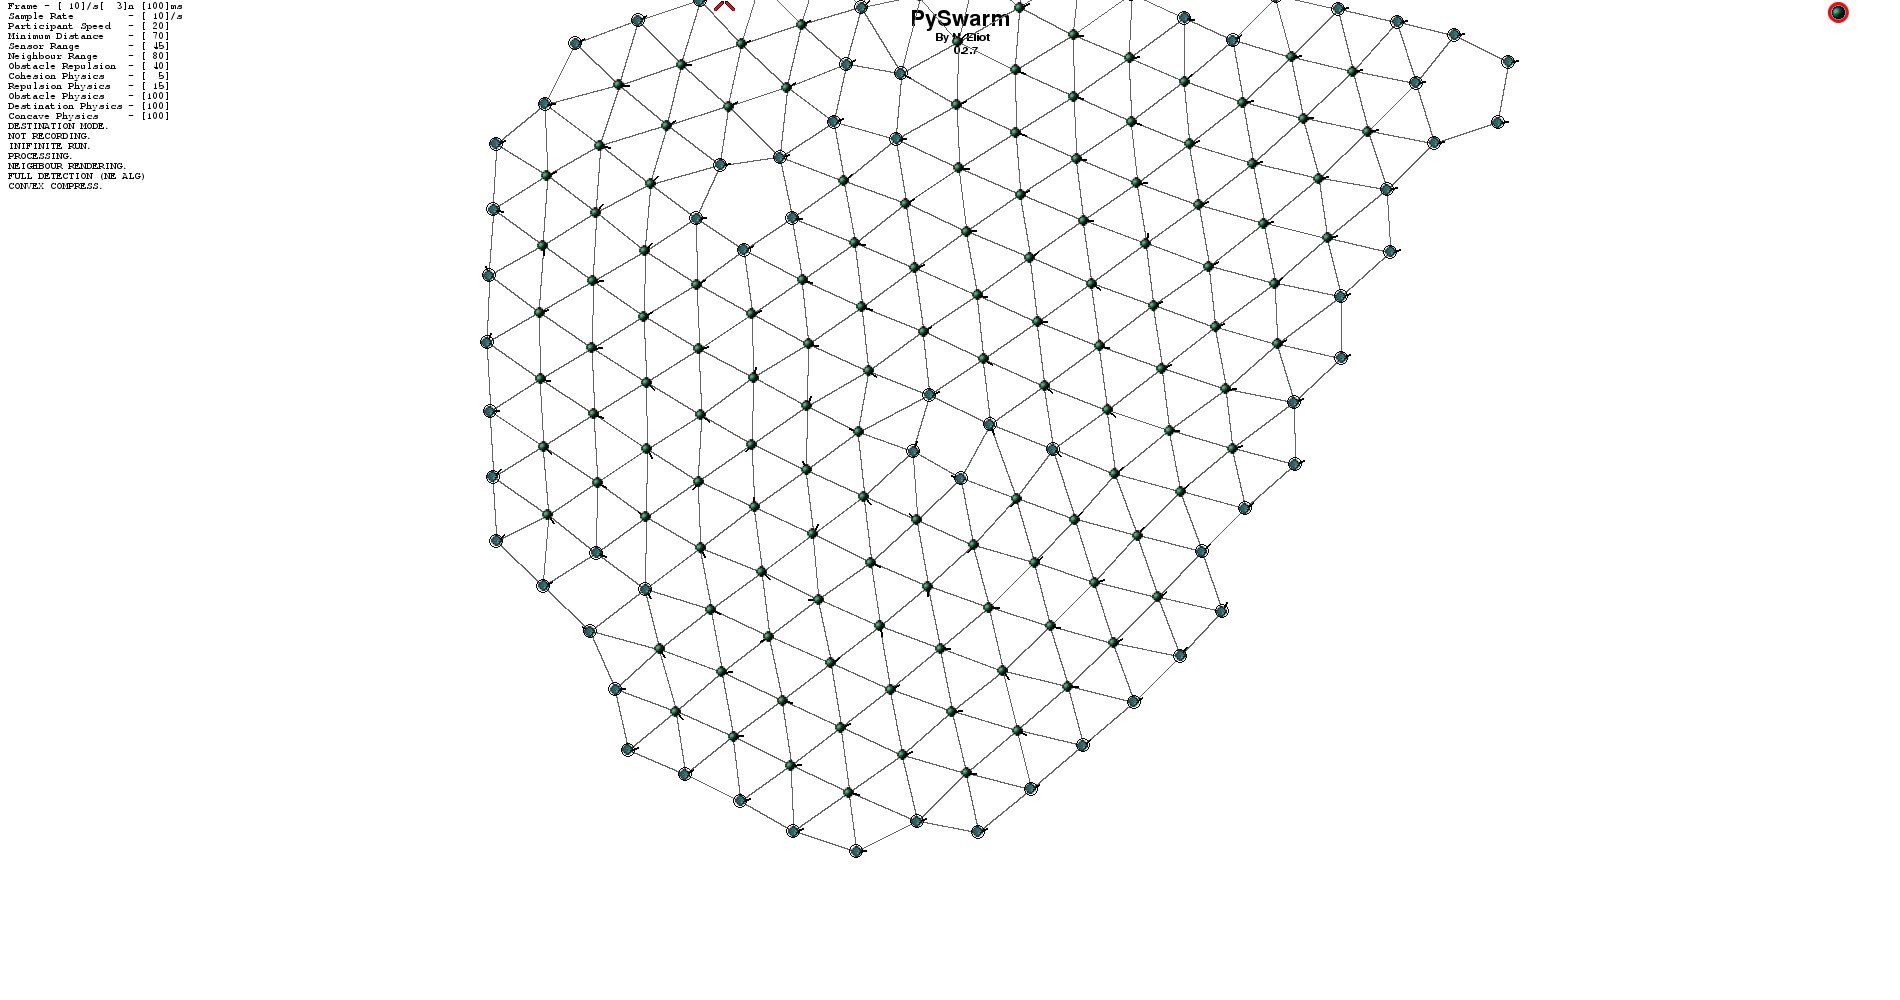 Frame - [ 10]/s[  3]n [100]ms
Sample Rate       - [ 10]/s
Participant Speed   - [ 20]
Minimum Distance    - [ 70]
Sensor Range      - [ 45]
Neighbour Range     - [ 80]
Obstacle Repulsion  - [ 40]
Cohesion Physics    - [  5]
Repulsion Physics   - [ 15]
Obstacle Physics    - [100]
Destination Physics - [100]
Concave Physics     - [100]
DESTINATION MODE.
NOT RECORDING.
INIFINITE RUN.
PROCESSING.
NEIGHBOUR RENDERING.
FULL DETECTION (NE ALG)
CONVEX COMPRESS.
PySwarm
By N. Eliot
0.2.7